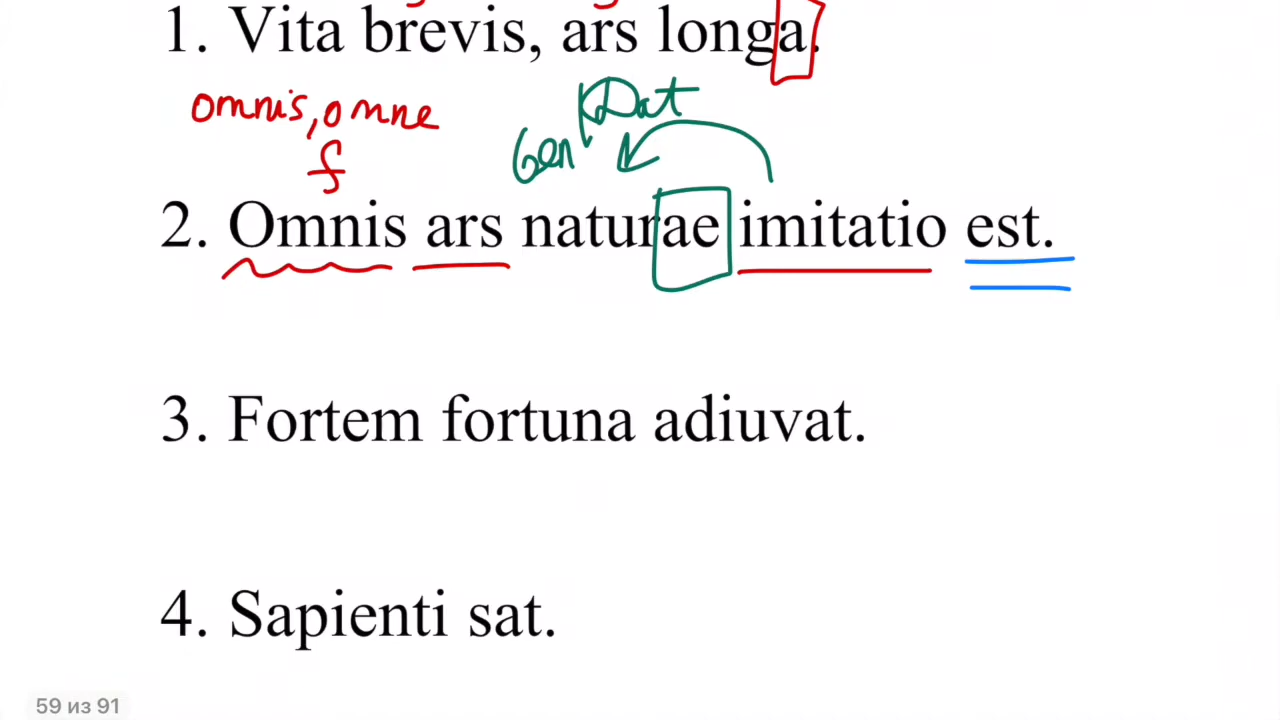 1. Vita brevis, ars longa.
omnis, omne
f
Gen Dat
2. Omnis ars naturae imitatio est.
3. Fortem fortuna adiuvat.
4. Sapienti sat.
59 из 91